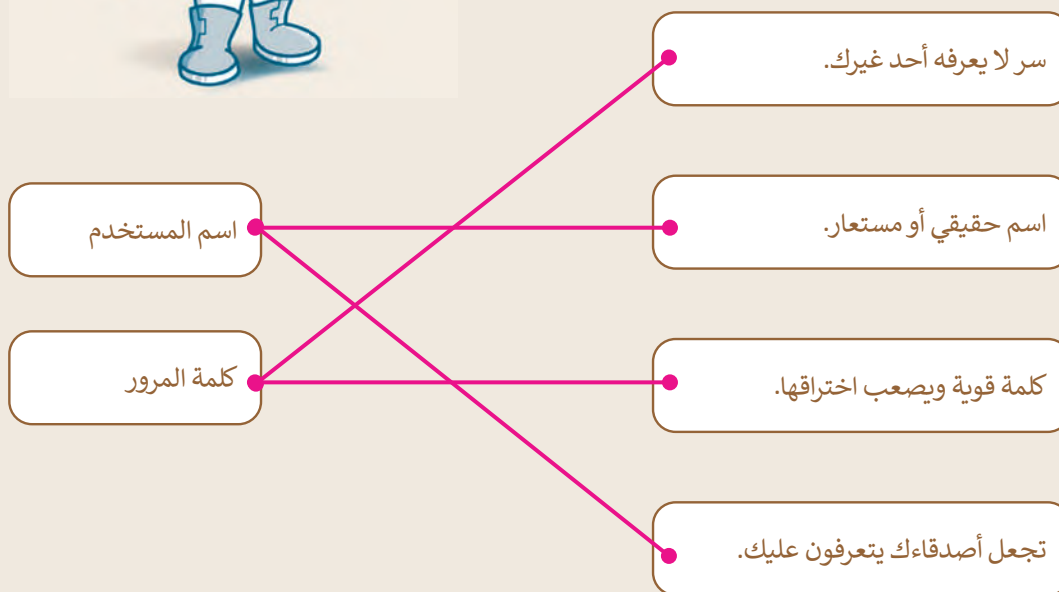 سر لا يعرفه أحد غيرك.
اسم حقيقي أو مستعار.
كلمة قوية ويصعب اختراقها.
تجعل أصدقاءك يتعرفون عليك.
اسم المستخدم
كلمة المرور